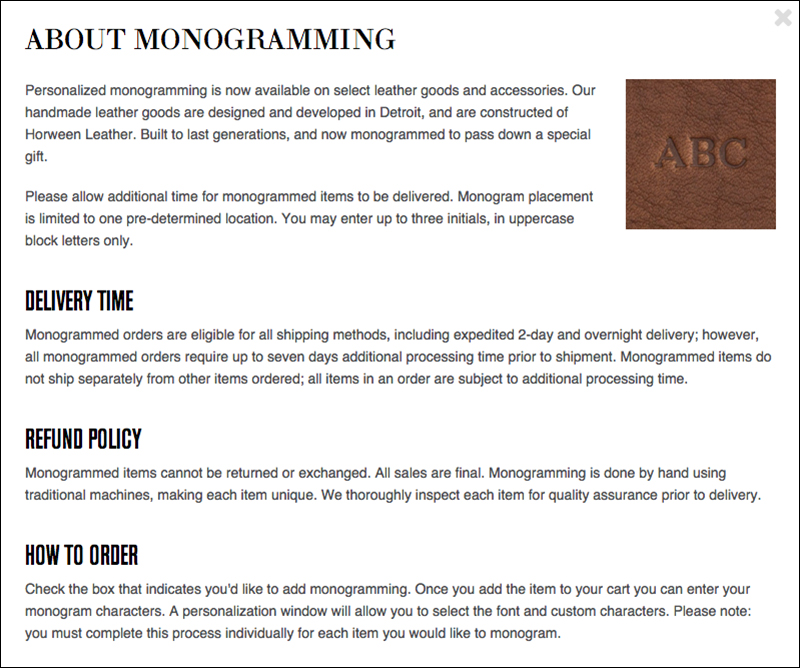 ABOUT MONOGRAMMING
Personalized monogramming is now available on select leather goods and accessories. Our
handmade leather goods are designed and developed in Detroit, and are constructed of
Horween Leather. Built to last generations, and now monogrammed to pass down a special
gift.
ABC
Please allow additional time for monogrammed items to be delivered. Monogram placement
is limited to one pre-determined location. You may enter up to three initials, in uppercase
block letters only.
DELIVERY TIME
Monogrammed orders are eligible for all shipping methods, including expedited 2-day and overnight delivery; however,
all monogrammed orders require up to seven days additional processing time prior to shipment. Monogrammed items do
not ship separately from other items ordered; all items in an order are subject to additional processing time.
REFUND POLICY
Monogrammed items cannot be returned or exchanged. All sales are final. Monogramming is done by hand using
traditional machines, making each item unique. We thoroughly inspect each item for quality assurance prior to delivery.
HOW TO ORDER
Check the box that indicates you'd like to add monogramming. Once you add the item to your cart you can enter your
monogram characters. A personalization window will allow you to select the font and custom characters. Please note:
you must complete this process individually for each item you would like to monogram.